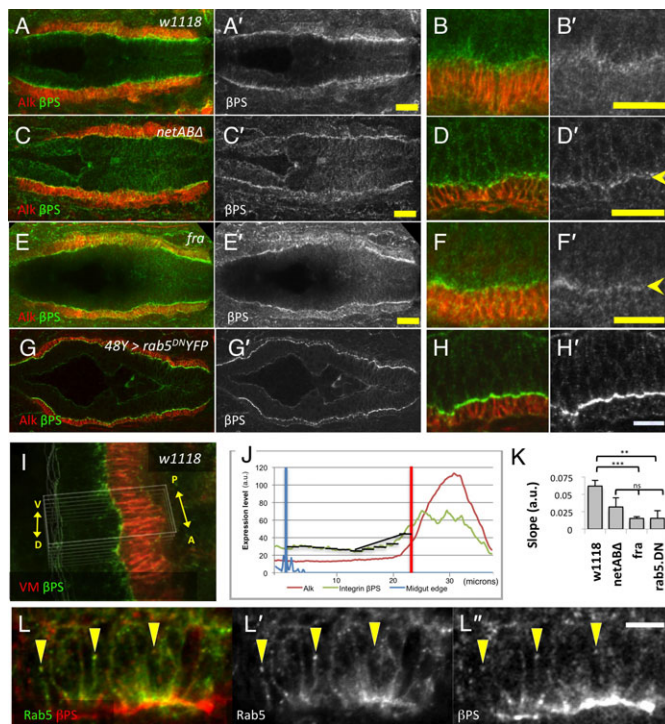 A
w1118
Alk βPS
A′
βPS
B
B′
C
netABΔ
Alk βPS
C′
βPS
D
D′
E
fra
Alk βPS
E′
βPS
F
F′
G
48Y > rab5DNYFP
Alk βPS
G′
βPS
H
H′
I
w1118
V
D
P
A
VM βPS
J
Expression level (a.u.)
120
100
80
60
40
20
0
0
10
20
30
(microns)
Alk
Integrin βPS
Midgut edge
K
Slope (a.u.)
0.075
0.05
0.025
0
**
***
ns
w1118
netABΔ
fra
rab5.DN
L
Rab5 βPS
L′
Rab5
L″
βPS